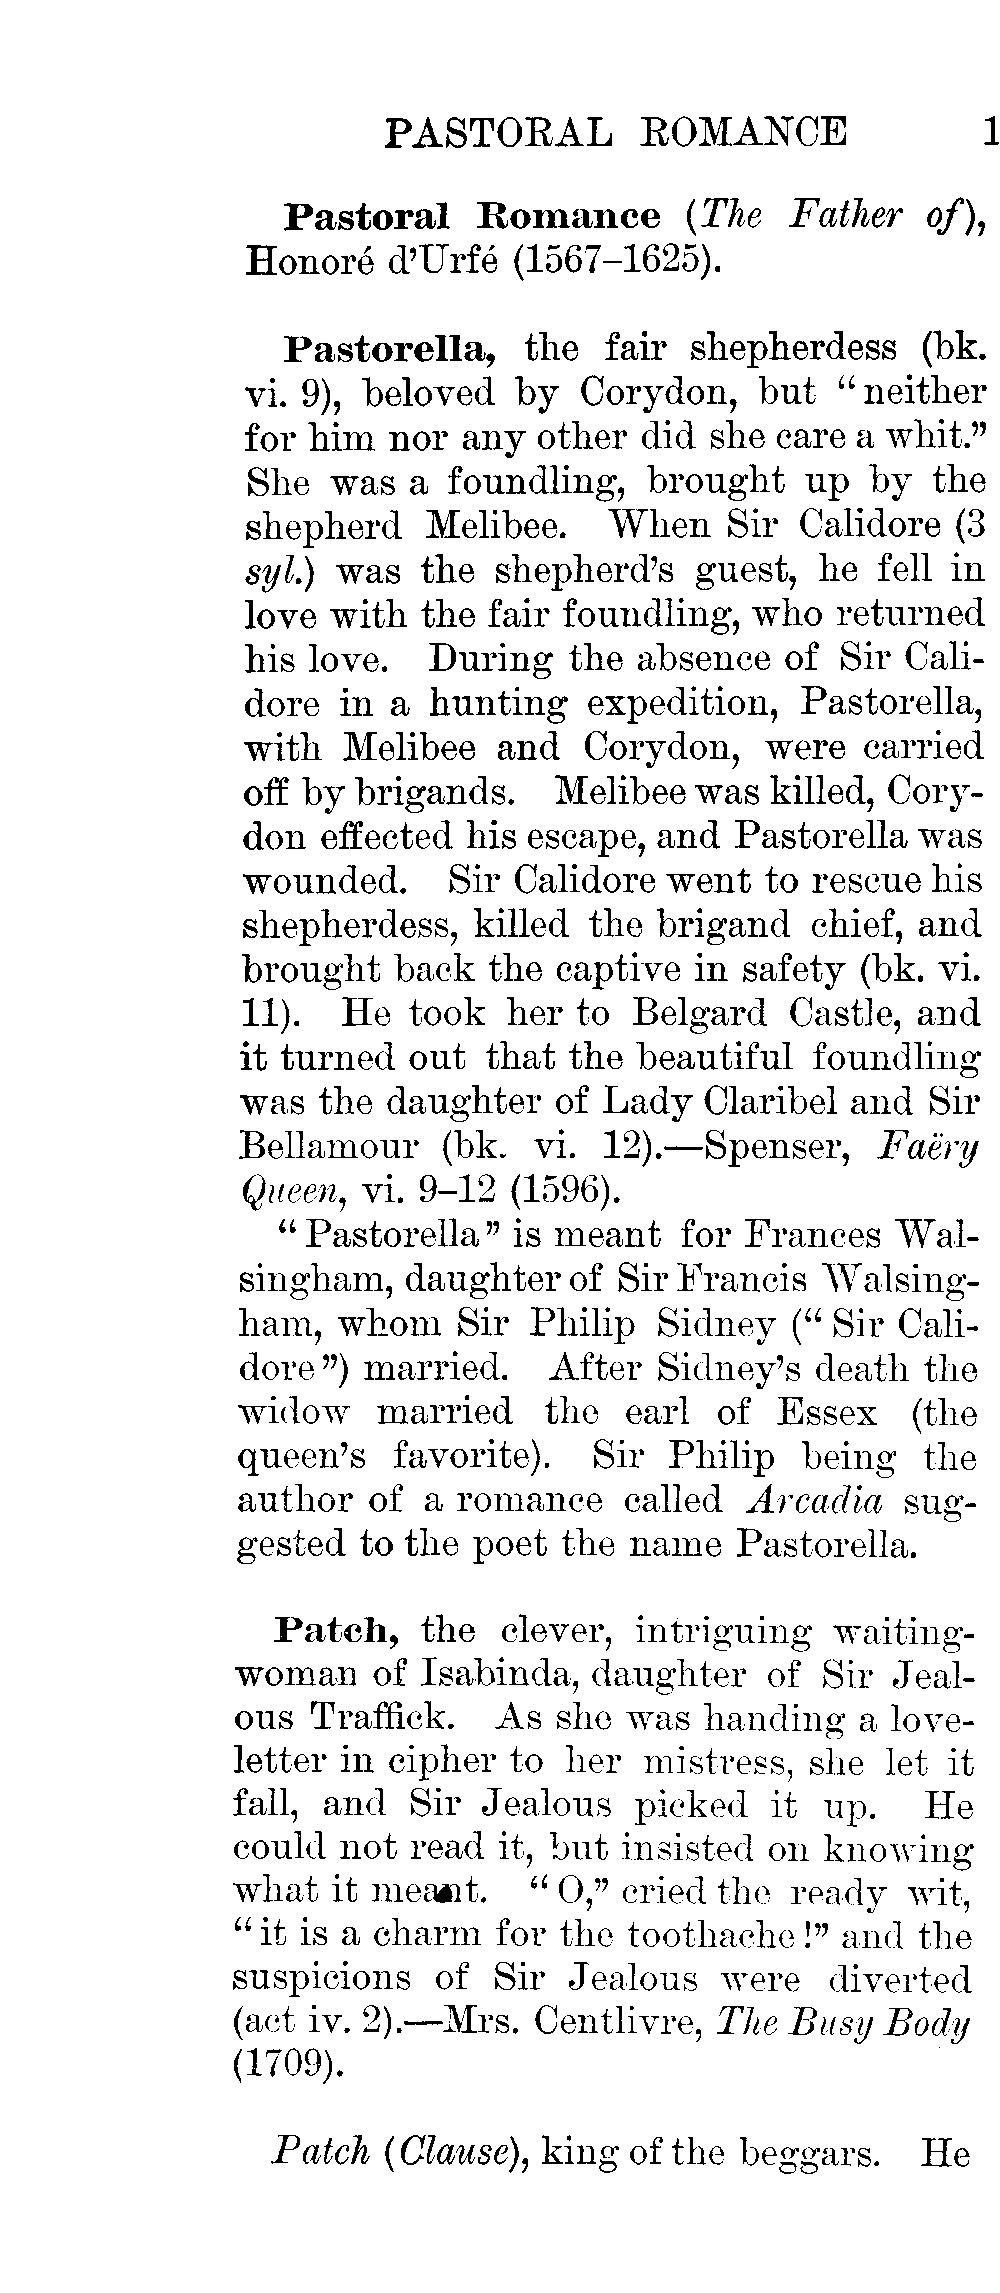 PASTORAL ROMANCE 1
Pastoral Romance (The Father of),
Honoré d'Urfé (1567–1625).
Pastorella, the fair shepherdess (bk.
vi. 9), beloved by Corydon, but “neither
for him nor any other did she care a whit.”
She was a foundling, brought up by the
shepherd Melibee. When Sir Calidore (3
syl.) was the shepherd's guest, he fell in
love with the fair foundling, who returned
his love. During the absence of Sir Cali-
dore in a hunting expedition, Pastorella,
with Melibee and Corydon, were carried
off by brigands. Melibee was killed, Cory-
don effected his escape, and Pastorella was
wounded. Sir Calidore went to rescue his
shepherdess, killed the brigand chief, and
brought back the captive in safety (bk. vi.
11). He took her to Belgard Castle, and
it turned out that the beautiful foundling
was the daughter of Lady Claribel and Sir
Bellamour (bk. vi. 12).—Spenser, Faëry
Queen, vi. 9–12 (1596).
“Pastorella” is meant for Frances Wal-
singham, daughter of Sir Francis Walsing-
ham, whom Sir Philip Sidney (“Sir Cali-
dore”) married. After Sidney's death the
widow married the earl of Essex (the
queen's favorite). Sir Philip being the
author of a romance called Arcadia sug-
gested to the poet the name Pastorella.
Patch, the clever, intriguing waiting-
woman of Isabinda, daughter of Sir Jeal-
ous Traffick. As she was handing a love-
letter in cipher to her mistress, she let it
fall, and Sir Jealous picked it up. He
could not read it, but insisted on knowing
what it meant. “O,” cried the ready wit,
“it is a charm for the toothache!” and the
suspicions of Sir Jealous were diverted
(act iv. 2).—Mrs. Centlivre, The Busy Body
(1709).
Patch (Clause), king of the beggars. He